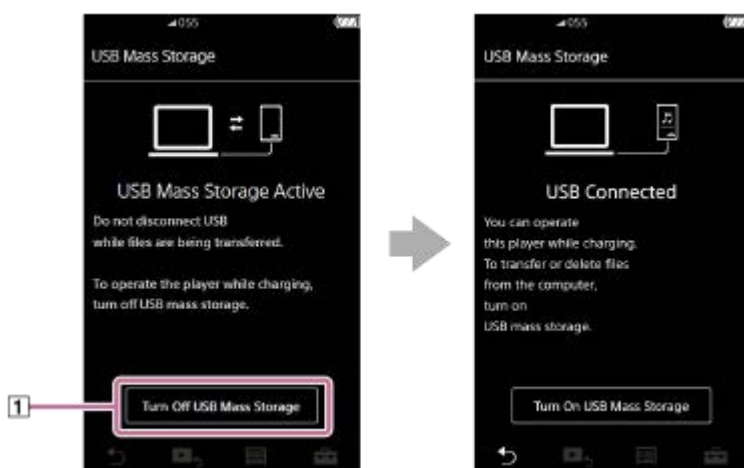 055
USB Mass Storage
USB Mass Storage Active
Do not disconnect USB
while files are being transferred.
To operate the player while charging,
turn off USB mass storage.
Turn Off USB Mass Storage
1
055
USB Mass Storage
USB Connected
You can operate
this player while charging.
To transfer or delete files
from the computer,
turn on
USB mass storage.
Turn On USB Mass Storage